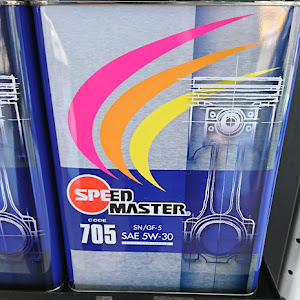 SPEED
MASTER®
CODE
705
SN/GF-5
SAE 5W-30